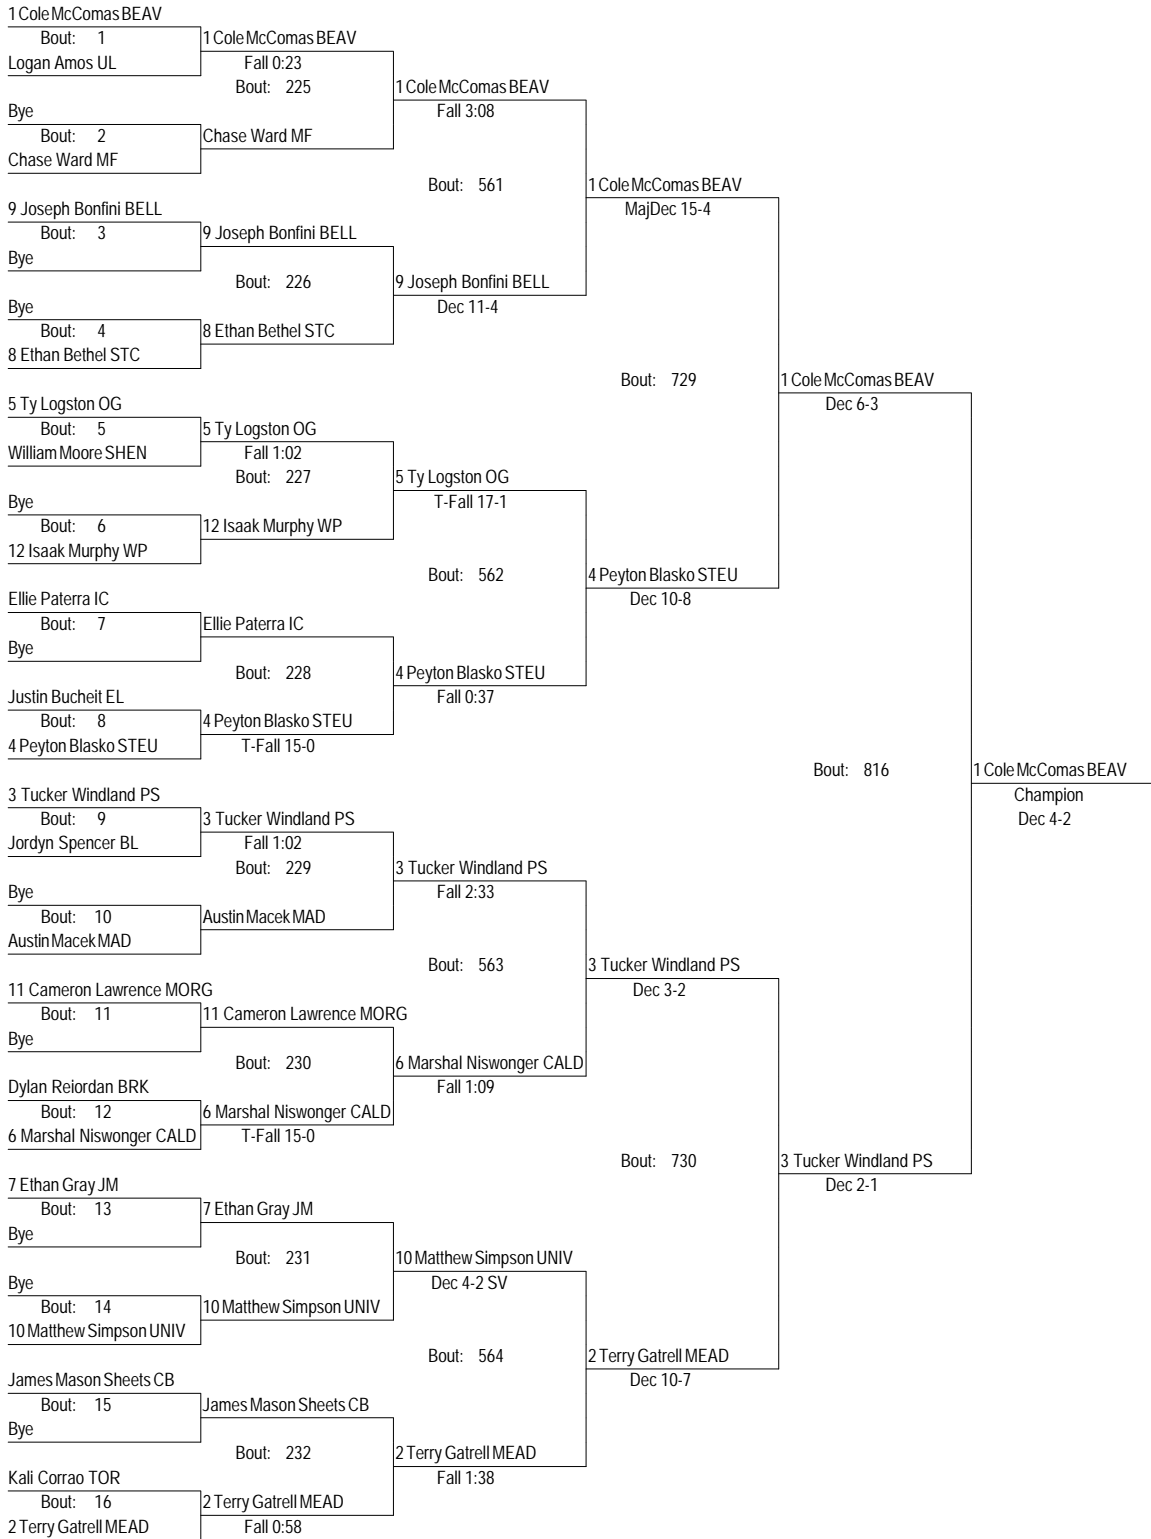 1 Cole McComas BEAV
Bout: 1
Logan Amos UL
Bye
Bout: 2
Chase Ward MF
9 Joseph Bonfini BELL
Bout: 3
Bye
Bye
Bout: 4
8 Ethan Bethel STC
5 Ty Logston OG
Bout: 5
William Moore SHEN
Bye
Bout: 6
12 Isaak Murphy WP
Ellie Paterra IC
Bout: 7
Bye
Justin Bucheit EL
Bout: 8
4 Peyton Blasko STEU
3 Tucker Windland PS
Bout: 9
Jordyn Spencer BL
Bye
Bout: 10
Austin Macek MAD
11 Cameron Lawrence MORG
Bout: 11
Bye
Dylan Reiordan BRK
Bout: 12
6 Marshal Niswonger CALD
7 Ethan Gray JM
Bout: 13
Bye
Bye
Bout: 14
10 Matthew Simpson UNIV
James Mason Sheets CB
Bout: 15
Bye
Kali Corrao TOR
Bout: 16
2 Terry Gatrell MEAD
1 Cole McComas BEAV
Fall 0:23
Bout: 225
Chase Ward MF
9 Joseph Bonfini BELL
Bout: 226
8 Ethan Bethel STC
5 Ty Logston OG
Fall 1:02
Bout: 227
12 Isaak Murphy WP
Ellie Paterra IC
Bout: 228
4 Peyton Blasko STEU
T-Fall 15-0
3 Tucker Windland PS
Fall 1:02
Bout: 229
Austin Macek MAD
11 Cameron Lawrence MORG
Bout: 230
6 Marshal Niswonger CALD
T-Fall 15-0
7 Ethan Gray JM
Bout: 231
10 Matthew Simpson UNIV
James Mason Sheets CB
Bout: 232
2 Terry Gatrell MEAD
Fall 0:58
1 Cole McComas BEAV
Fall 3:08
Bout: 561
9 Joseph Bonfini BELL
Dec 11-4
5 Ty Logston OG
T-Fall 17-1
Bout: 562
4 Peyton Blasko STEU
Fall 0:37
3 Tucker Windland PS
Fall 2:33
Bout: 563
6 Marshal Niswonger CALD
Fall 1:09
10 Matthew Simpson UNIV
Dec 4-2 SV
Bout: 564
2 Terry Gatrell MEAD
Fall 1:38
1 Cole McComas BEAV
MajDec 15-4
Bout: 729
4 Peyton Blasko STEU
Dec 10-8
3 Tucker Windland PS
Dec 3-2
Bout: 730
2 Terry Gatrell MEAD
Dec 10-7
1 Cole McComas BEAV
Dec 6-3
Bout: 816
3 Tucker Windland PS
Dec 2-1
1 Cole McComas BEAV
Champion
Dec 4-2